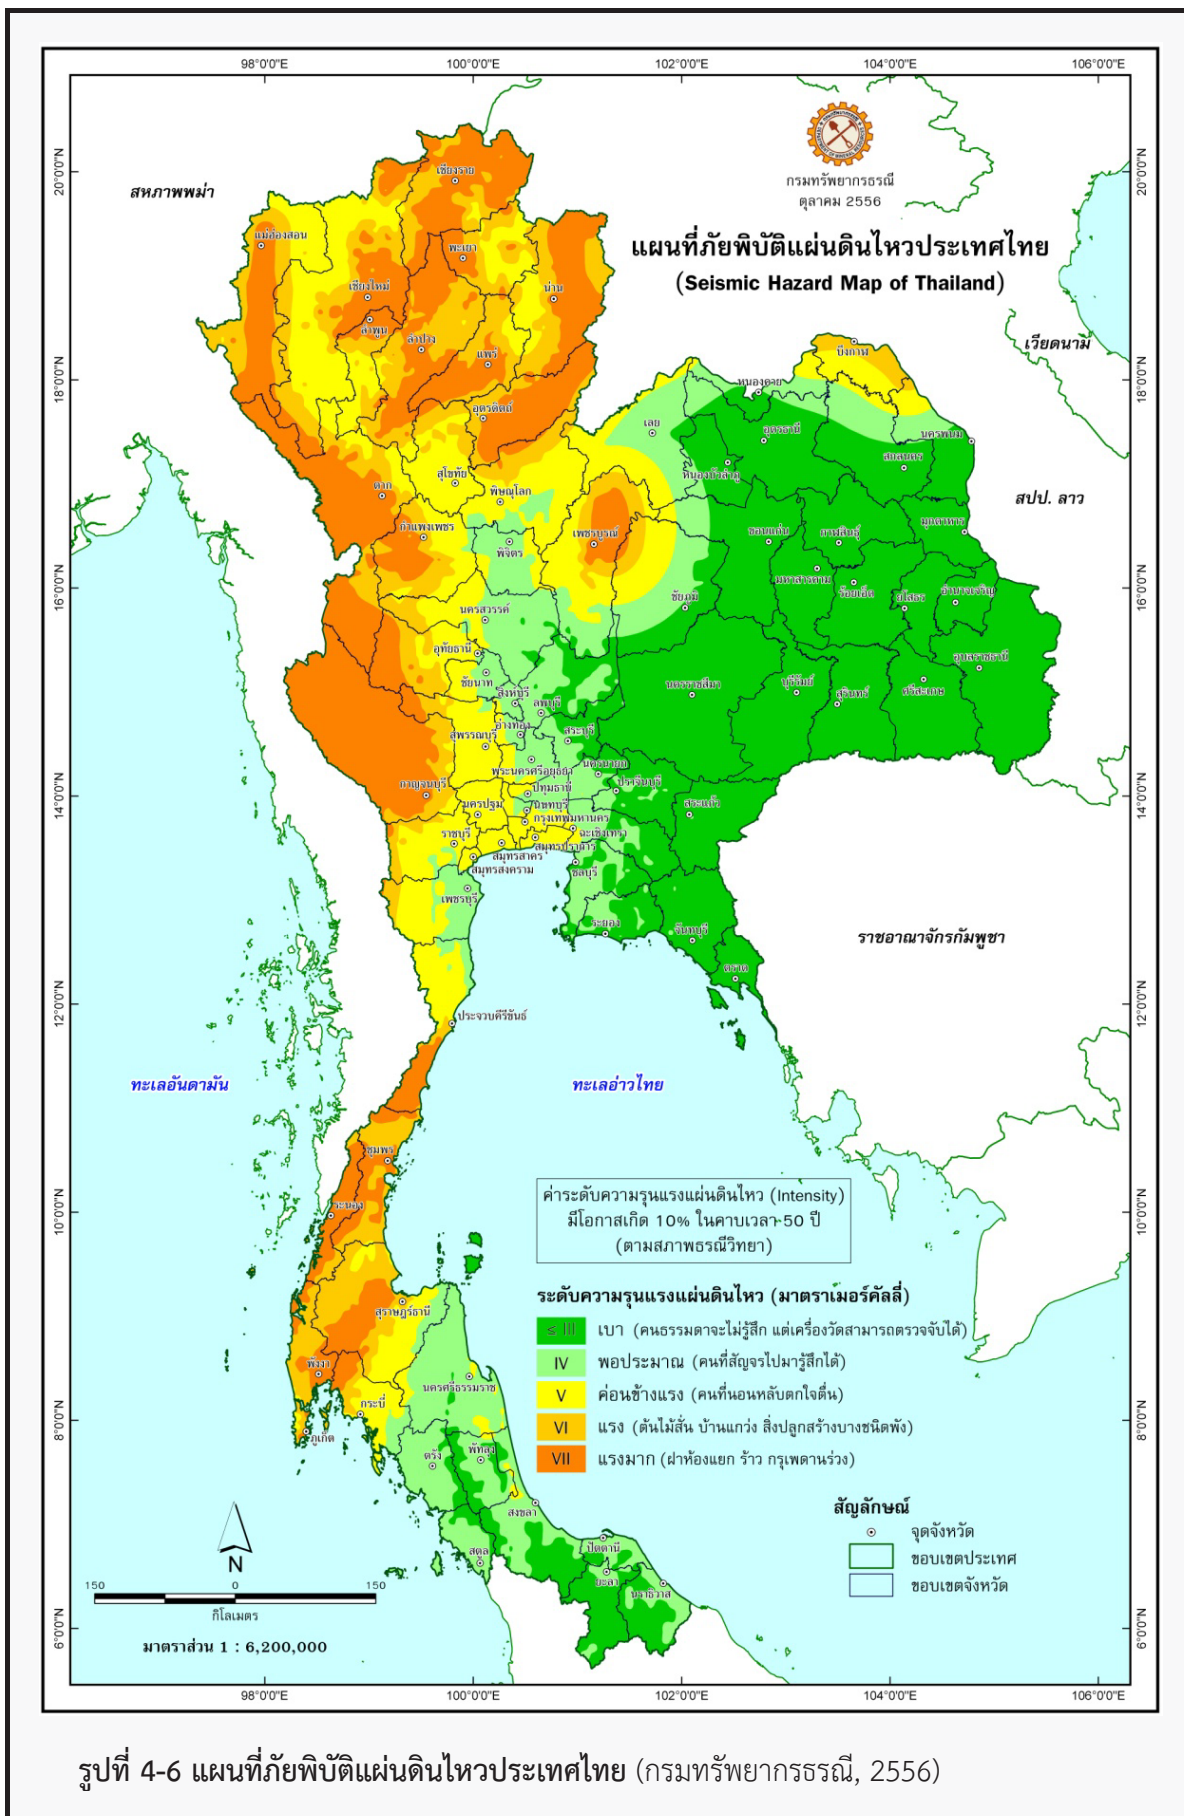 98°0'0"E 100°0'0"E 102°0'0"E 104°0'0"E 106°0'0"E
20°0'0"N
20°0'0"N
18°0'0"N
18°0'0"N
16°0'0"N
16°0'0"N
14°0'0"N
14°0'0"N
12°0'0"N
12°0'0"N
10°0'0"N
10°0'0"N
8°0'0"N
8°0'0"N
6°0'0"N
6°0'0"N
กรมทรัพยากรธรณี
ตุลาคม 2556
แผนที่ภัยพิบัติแผ่นดินไหวประเทศไทย
(Seismic Hazard Map of Thailand)
สหภาพพม่า
เวียดนาม
สปป. ลาว
ราชอาณาจักรกัมพูชา
ทะเลอันดามัน
ทะเลอ่าวไทย
เชียงราย
แม่ฮ่องสอน
พะเยา
เชียงใหม่
น่าน
ลำพูน
ลำปาง
แพร่
อุตรดิตถ์
บึงกาฬ
หนองคาย
เลย
อุดรธานี
นครพนม
สกลนคร
หนองบัวลำภู
สุโขทัย
ตาก
พิษณุโลก
กำแพงเพชร
พิจิตร
เพชรบูรณ์
ขอนแก่น
กาฬสินธุ์
มุกดาหาร
มหาสารคาม
ร้อยเอ็ด
ยโสธร
อำนาจเจริญ
ชัยภูมิ
นครสวรรค์
อุทัยธานี
ชัยนาท
สิงห์บุรี
ลพบุรี
อ่างทอง
สระบุรี
สุพรรณบุรี
นครราชสีมา
บุรีรัมย์
สุรินทร์
ศรีสะเกษ
อุบลราชธานี
พระนครศรีอยุธยา
นครนายก
ปราจีนบุรี
กาญจนบุรี
ปทุมธานี
นนทบุรี
นครปฐม
กรุงเทพมหานคร
ฉะเชิงเทรา
สระแก้ว
ราชบุรี
สมุทรปราการ
สมุทรสาคร
สมุทรสงคราม
ชลบุรี
เพชรบุรี
ระยอง
จันทบุรี
ตราด
ประจวบคีรีขันธ์
ชุมพร
ระนอง
สุราษฎร์ธานี
พังงา
กระบี่
ภูเก็ต
นครศรีธรรมราช
ตรัง
พัทลุง
สงขลา
สตูล
ปัตตานี
ยะลา
นราธิวาส
ค่าระดับความรุนแรงแผ่นดินไหว (Intensity)
มีโอกาสเกิด 10% ในคาบเวลา 50 ปี
(ตามสภาพธรณีวิทยา)
ระดับความรุนแรงแผ่นดินไหว (มาตราเมอร์คัลลี่)
≤ III เบา (คนธรรมดาจะไม่รู้สึก แต่เครื่องวัดสามารถตรวจจับได้)
IV พอประมาณ (คนที่สัญจรไปมารู้สึกได้)
V ค่อนข้างแรง (คนที่นอนหลับตกใจตื่น)
VI แรง (ต้นไม้สั่น บ้านแกว่ง สิ่งปลูกสร้างบางชนิดพัง)
VII แรงมาก (ฝาห้องแยก ร้าว กรุเพดานร่วง)
สัญลักษณ์
จุดจังหวัด
ขอบเขตประเทศ
ขอบเขตจังหวัด
N
150 0 150
กิโลเมตร
มาตราส่วน 1 : 6,200,000
98°0'0"E 100°0'0"E 102°0'0"E 104°0'0"E 106°0'0"E
รูปที่ 4-6 แผนที่ภัยพิบัติแผ่นดินไหวประเทศไทย (กรมทรัพยากรธรณี, 2556)